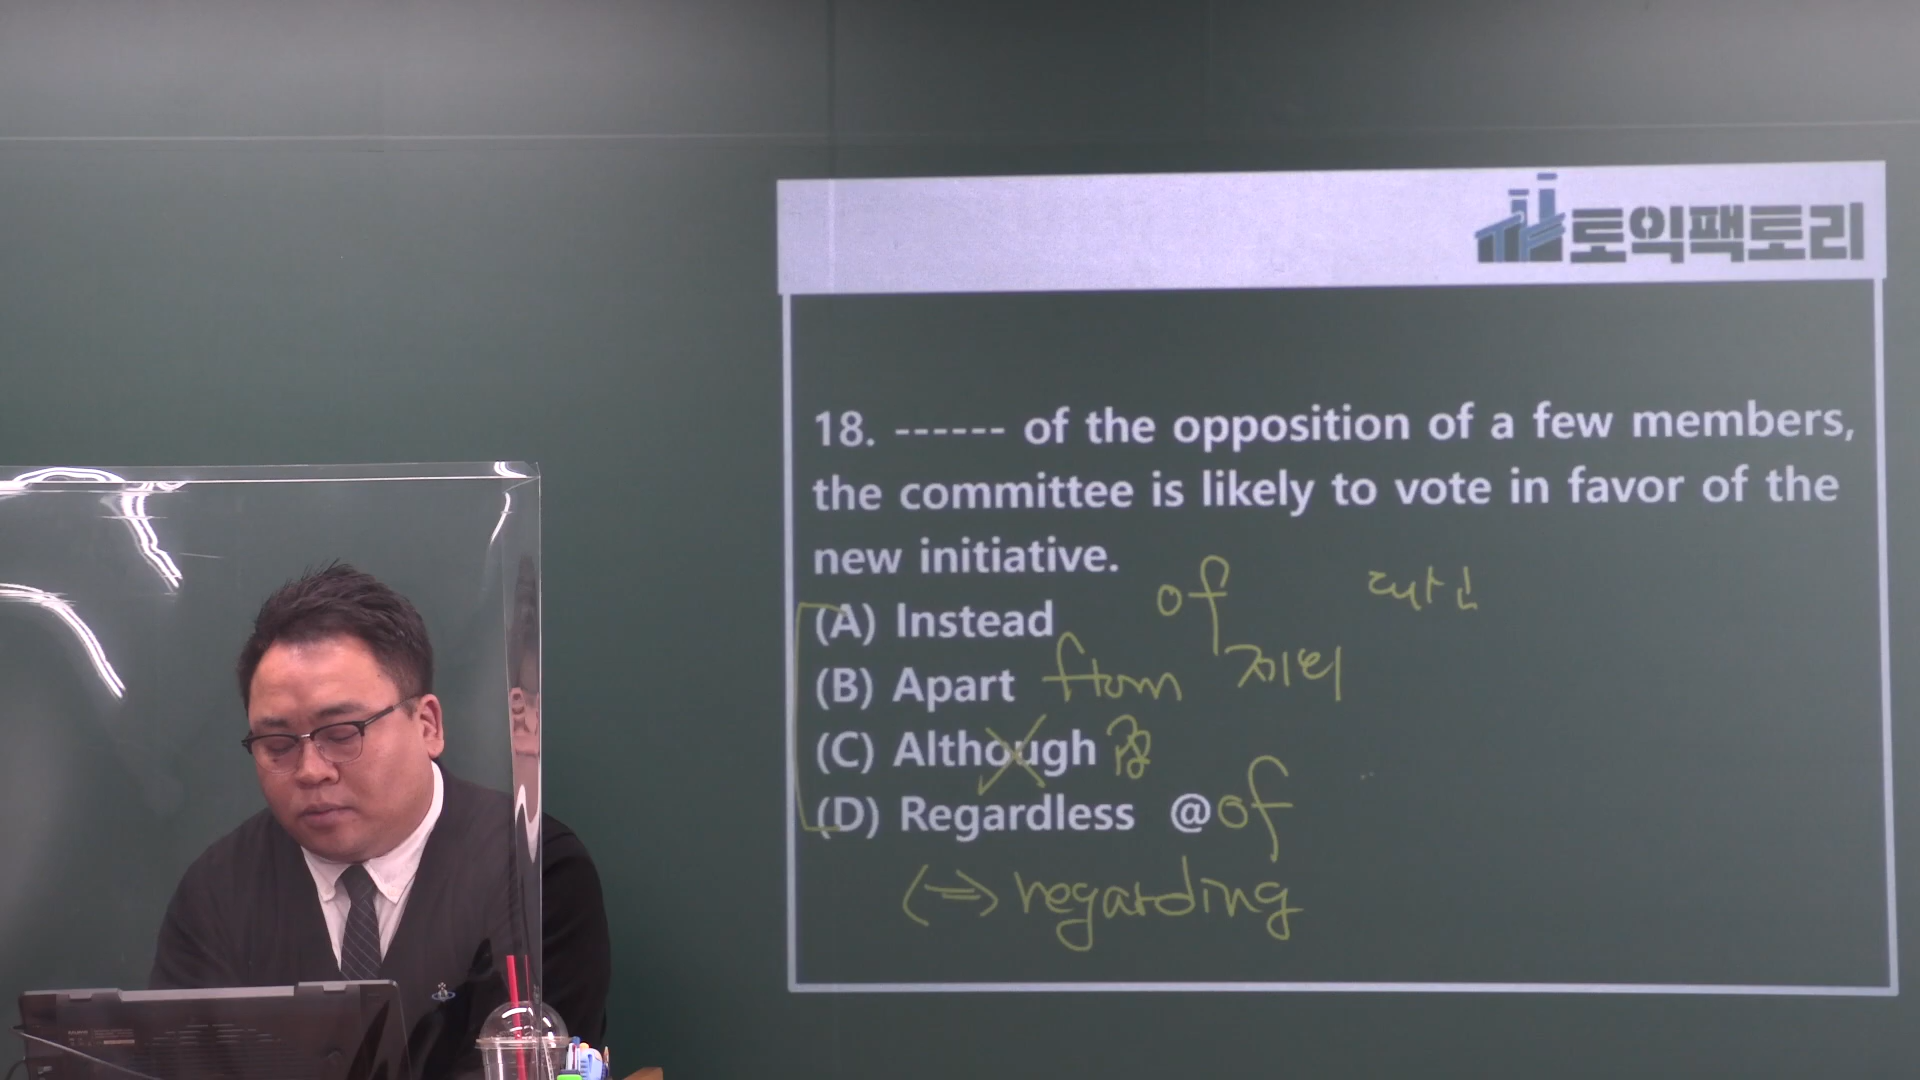 토익팩토리
18. ------ of the opposition of a few members,
the committee is likely to vote in favor of the
new initiative.
(A) Instead of 대신
(B) Apart from 제외
(C) Although 접
(D) Regardless @ of
(⇒ regarding